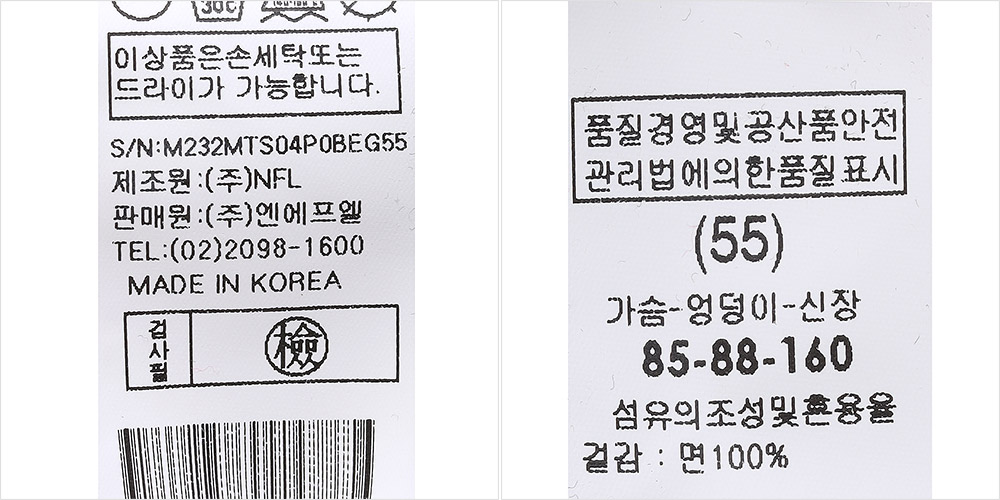 30℃
이상품은손세탁또는
드라이가 가능합니다.
S/N:M232MTS04P0BEG55
제조원:(주)NFL
판매원:(주)엔에프엘
TEL:(02)2098-1600
MADE IN KOREA
검사필
檢
품질경영및공산품안전
관리법에의한품질표시
(55)
가슴-엉덩이-신장
85-88-160
섬유의조성및혼용율
겉감 : 면100%